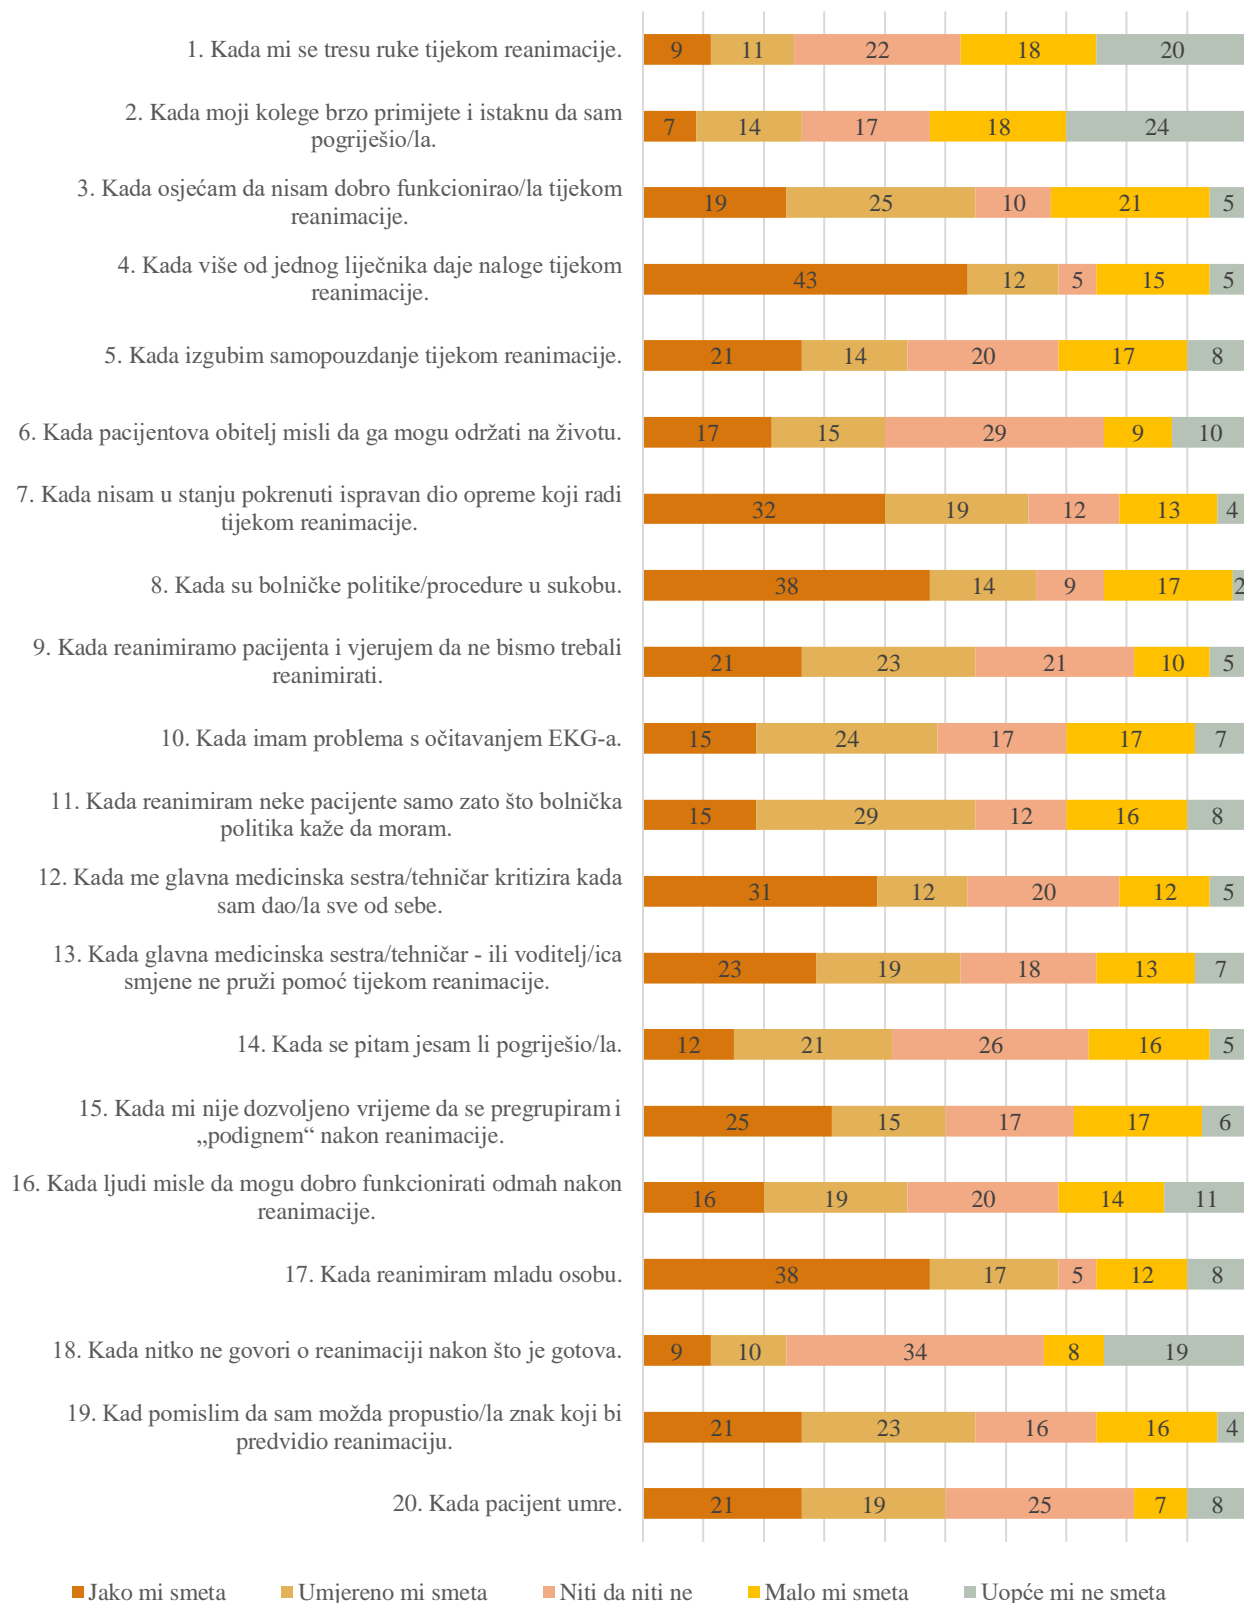 1. Kada mi se tresu ruke tijekom reanimacije.
9 11 22 18 20
2. Kada moji kolege brzo primijete i istaknu da sam
pogriješio/la.
7 14 17 18 24
3. Kada osjećam da nisam dobro funkcionirao/la tijekom
reanimacije.
19 25 10 21 5
4. Kada više od jednog liječnika daje naloge tijekom
reanimacije.
43 12 5 15 5
5. Kada izgubim samopouzdanje tijekom reanimacije.
21 14 20 17 8
6. Kada pacijentova obitelj misli da ga mogu održati na životu.
17 15 29 9 10
7. Kada nisam u stanju pokrenuti ispravan dio opreme koji radi
tijekom reanimacije.
32 19 12 13 4
8. Kada su bolničke politike/procedure u sukobu.
38 14 9 17 2
9. Kada reanimiramo pacijenta i vjerujem da ne bismo trebali
reanimirati.
21 23 21 10 5
10. Kada imam problema s očitavanjem EKG-a.
15 24 17 17 7
11. Kada reanimiram neke pacijente samo zato što bolnička
politika kaže da moram.
15 29 12 16 8
12. Kada me glavna medicinska sestra/tehničar kritizira kada
sam dao/la sve od sebe.
31 12 20 12 5
13. Kada glavna medicinska sestra/tehničar - ili voditelj/ica
smjene ne pruži pomoć tijekom reanimacije.
23 19 18 13 7
14. Kada se pitam jesam li pogriješio/la.
12 21 26 16 5
15. Kada mi nije dozvoljeno vrijeme da se pregrupiram i
„podignem“ nakon reanimacije.
25 15 17 17 6
16. Kada ljudi misle da mogu dobro funkcionirati odmah nakon
reanimacije.
16 19 20 14 11
17. Kada reanimiram mladu osobu.
38 17 5 12 8
18. Kada nitko ne govori o reanimaciji nakon što je gotova.
9 10 34 8 19
19. Kad pomislim da sam možda propustio/la znak koji bi
predvidio reanimaciju.
21 23 16 16 4
20. Kada pacijent umre.
21 19 25 7 8
Jako mi smeta Umjereno mi smeta Niti da niti ne Malo mi smeta Uopće mi ne smeta